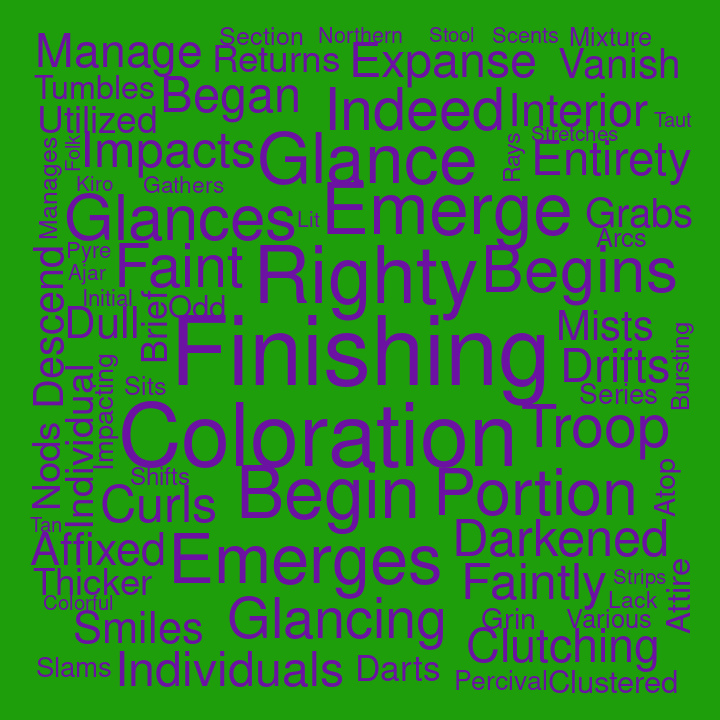 Section Northern Stool Scents Mixture
Manage Returns Expanse Vanish
Tumbles Began Indeed Interior Taut
Utilized Impacts Glance Rays Stretches Entirety
Folk Manages Kiro Gathers
Glances Lit Emerge Grabs Arcs
Pyre Ajar Faint Righty Begins
Initial Odd Descend Dull Brief
Finishing Mists Drifts Bursting
Sits Series
Individual Impacting Coloration Troop
Nods Shifts Curls Begin Portion Atop
Tan Affixed Emerges Darkened
Thicker Faintly Strips Attire
Colorful Smiles Glancing Grin Various Lack
Clutching
Slams Individuals Darts Percival Clustered